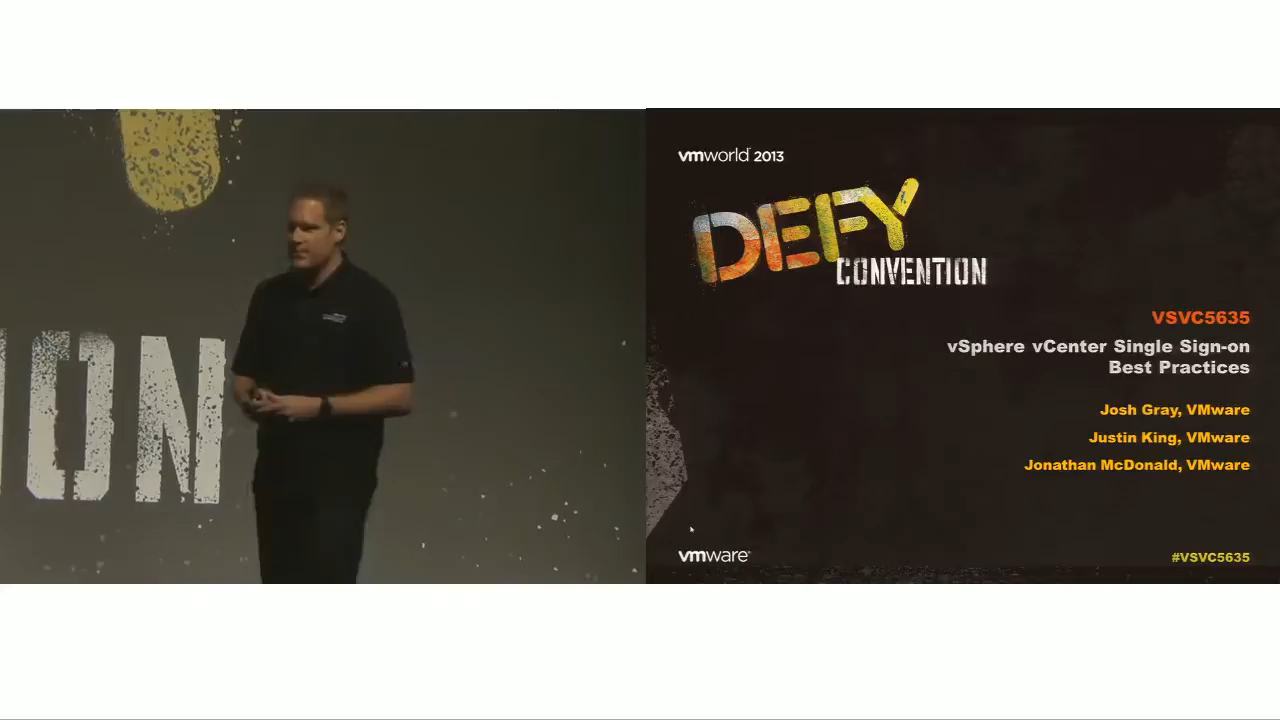 ION
vmworld 2013
DEFY
CONVENTION
VSVC5635
vSphere vCenter Single Sign-on
Best Practices
Josh Gray, VMware
Justin King, VMware
Jonathan McDonald, VMware
vmware
#VSVC5635